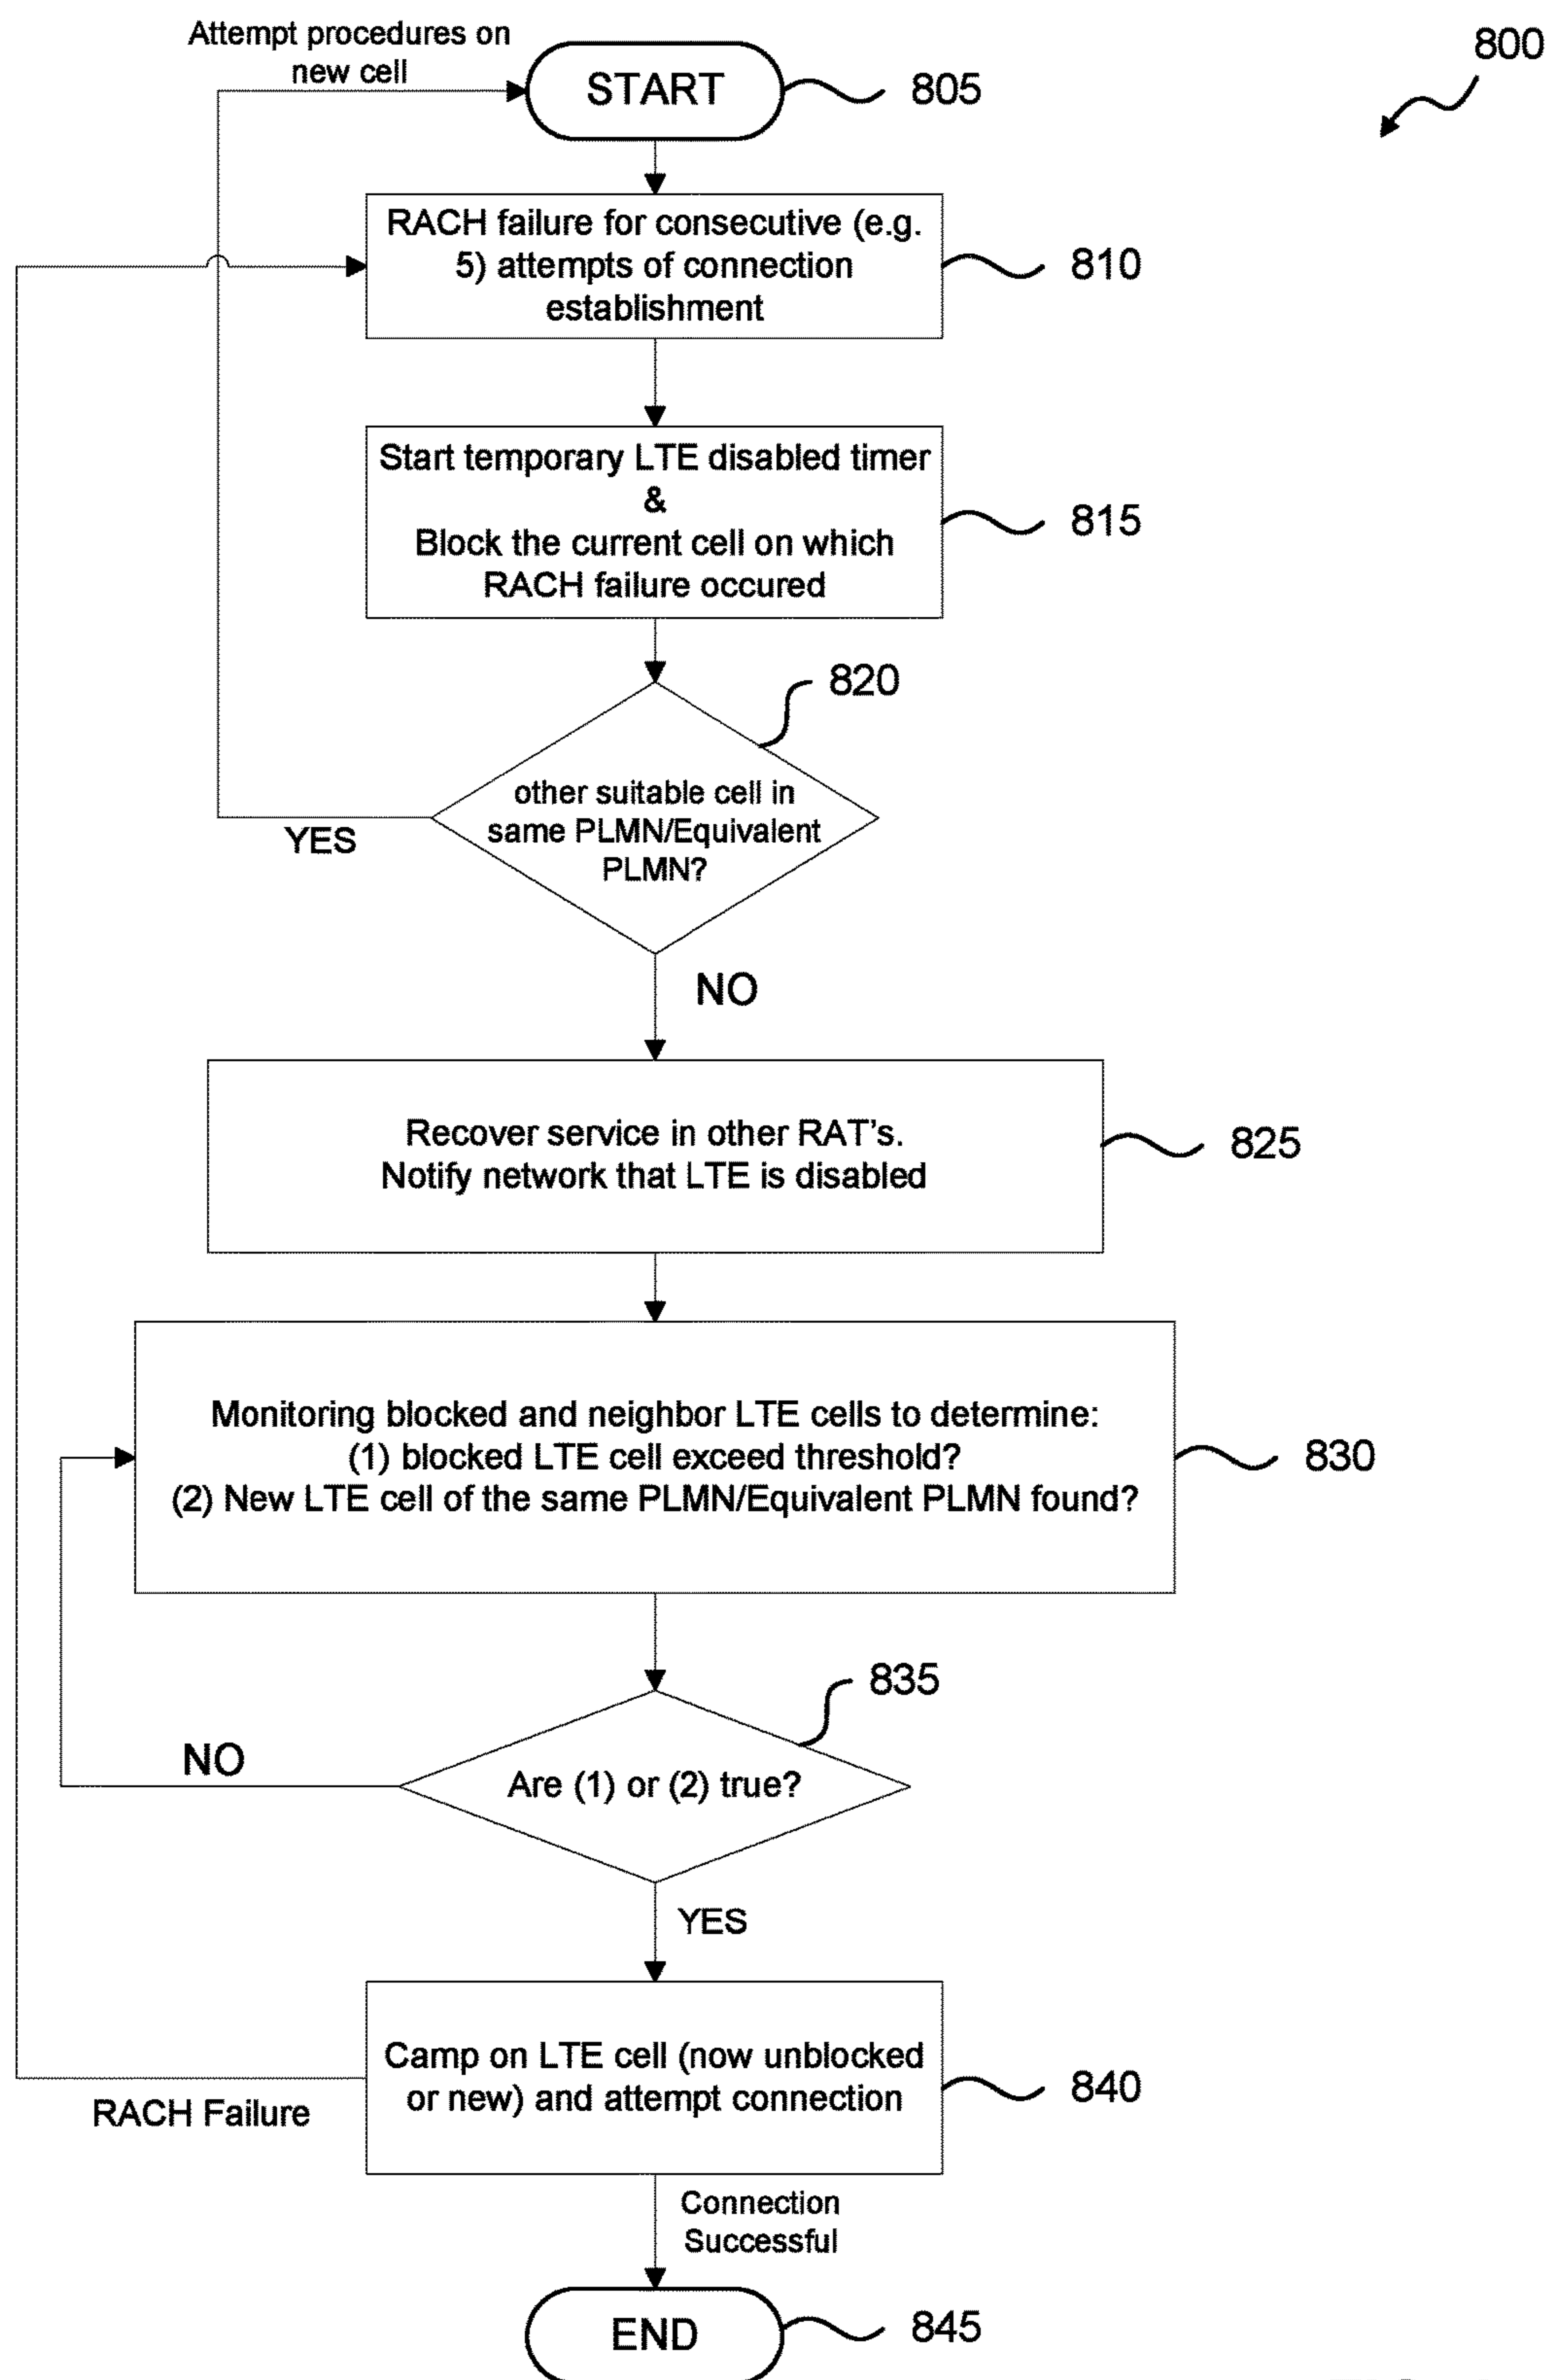 Attempt procedures on
new cell
800
START
805
RACH failure for consecutive (e.g.
5) attempts of connection
establishment
810
Start temporary LTE disabled timer
&
Block the current cell on which
RACH failure occured
815
820
other suitable cell in
same PLMN/Equivalent
PLMN?
YES
NO
Recover service in other RAT's.
Notify network that LTE is disabled
825
Monitoring blocked and neighbor LTE cells to determine:
(1) blocked LTE cell exceed threshold?
(2) New LTE cell of the same PLMN/Equivalent PLMN found?
830
835
NO
Are (1) or (2) true?
YES
Camp on LTE cell (now unblocked
or new) and attempt connection
840
RACH Failure
Connection
Successful
END
845